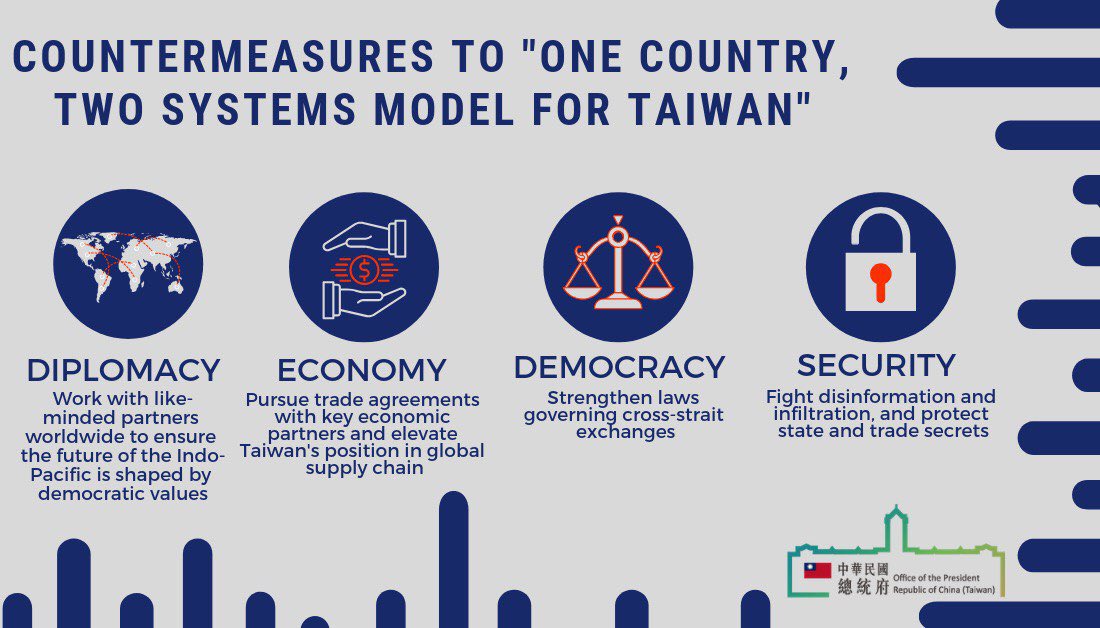 COUNTERMEASURES TO "ONE COUNTRY,
TWO SYSTEMS MODEL FOR TAIWAN"
DIPLOMACY
Work with like-
minded partners
worldwide to ensure
the future of the Indo-
Pacific is shaped by
democratic values
$
ECONOMY
Pursue trade agreements
with key economic
partners and elevate
Taiwan's position in global
supply chain
DEMOCRACY
Strengthen laws
governing cross-strait
exchanges
SECURITY
Fight disinformation and
infiltration, and protect
state and trade secrets
中華民國
總統府
Office of the President
Republic of China (Taiwan)